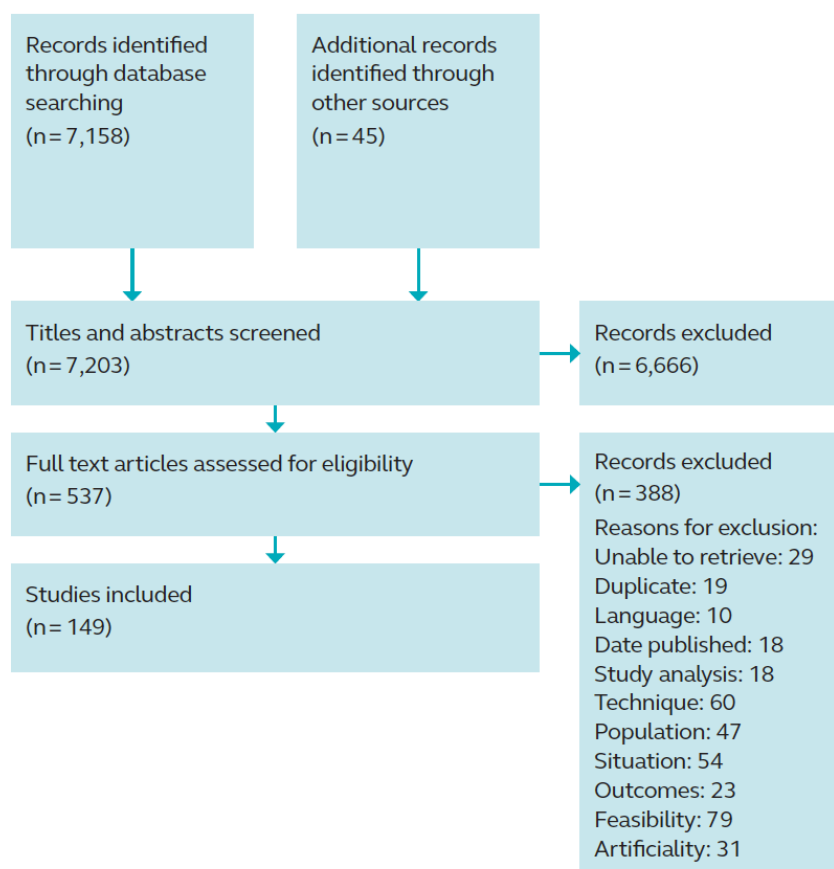 Records identified
through database
searching
(n = 7,158)
Additional records
identified through
other sources
(n = 45)
Titles and abstracts screened
(n = 7,203)
Records excluded
(n = 6,666)
Full text articles assessed for eligibility
(n = 537)
Records excluded
(n = 388)
Reasons for exclusion:
Unable to retrieve: 29
Duplicate: 19
Language: 10
Date published: 18
Study analysis: 18
Technique: 60
Population: 47
Situation: 54
Outcomes: 23
Feasibility: 79
Artificiality: 31
Studies included
(n = 149)